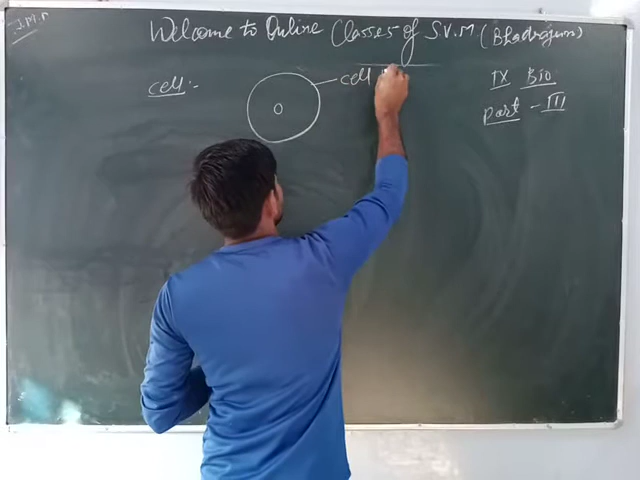 J.M.P
Welcome to Online Classes of S.V.M (Bhadrajun)
cell :-
cell
IX BIO
Part - III